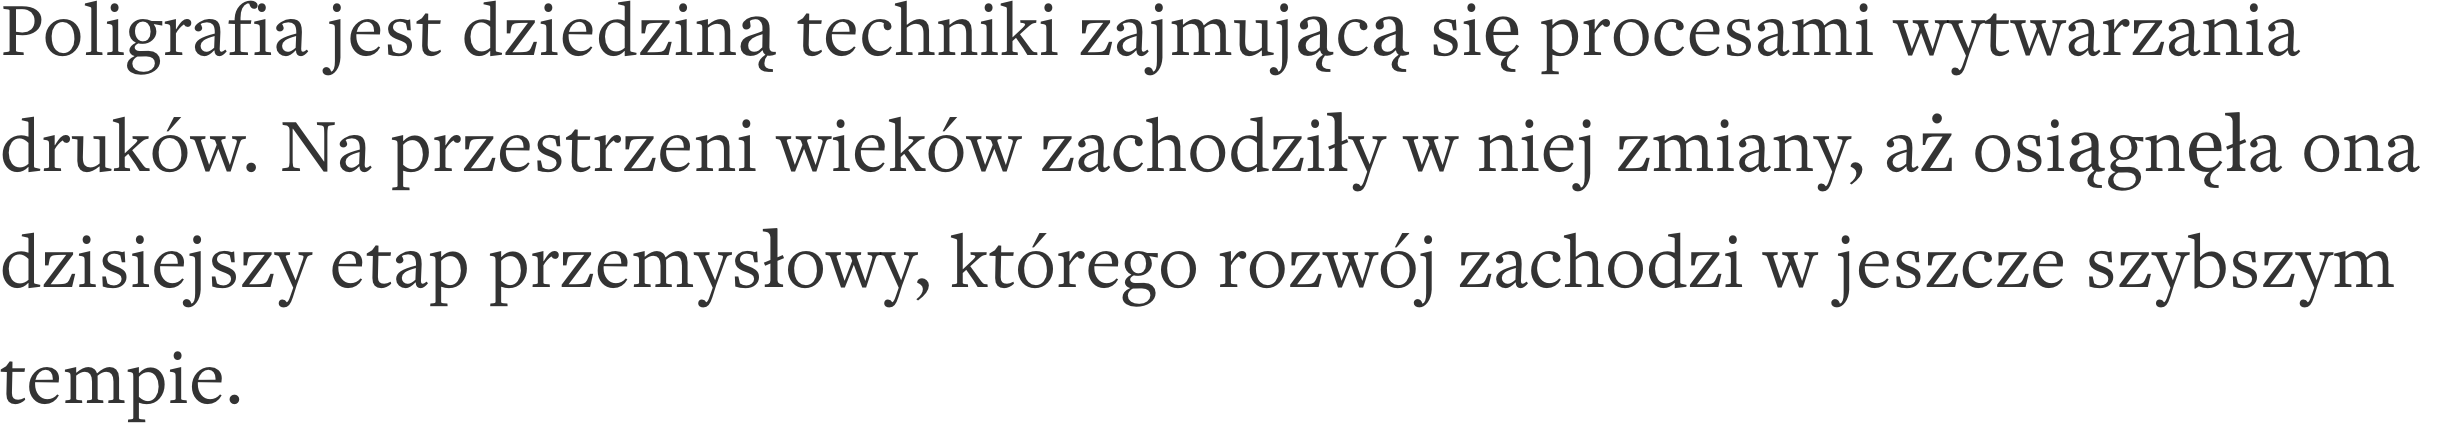 Poligrafia jest dziedziną techniki zajmującą się procesami wytwarzania
druków. Na przestrzeni wieków zachodziły w niej zmiany, aż osiągnęła ona
dzisiejszy etap przemysłowy, którego rozwój zachodzi w jeszcze szybszym
tempie.